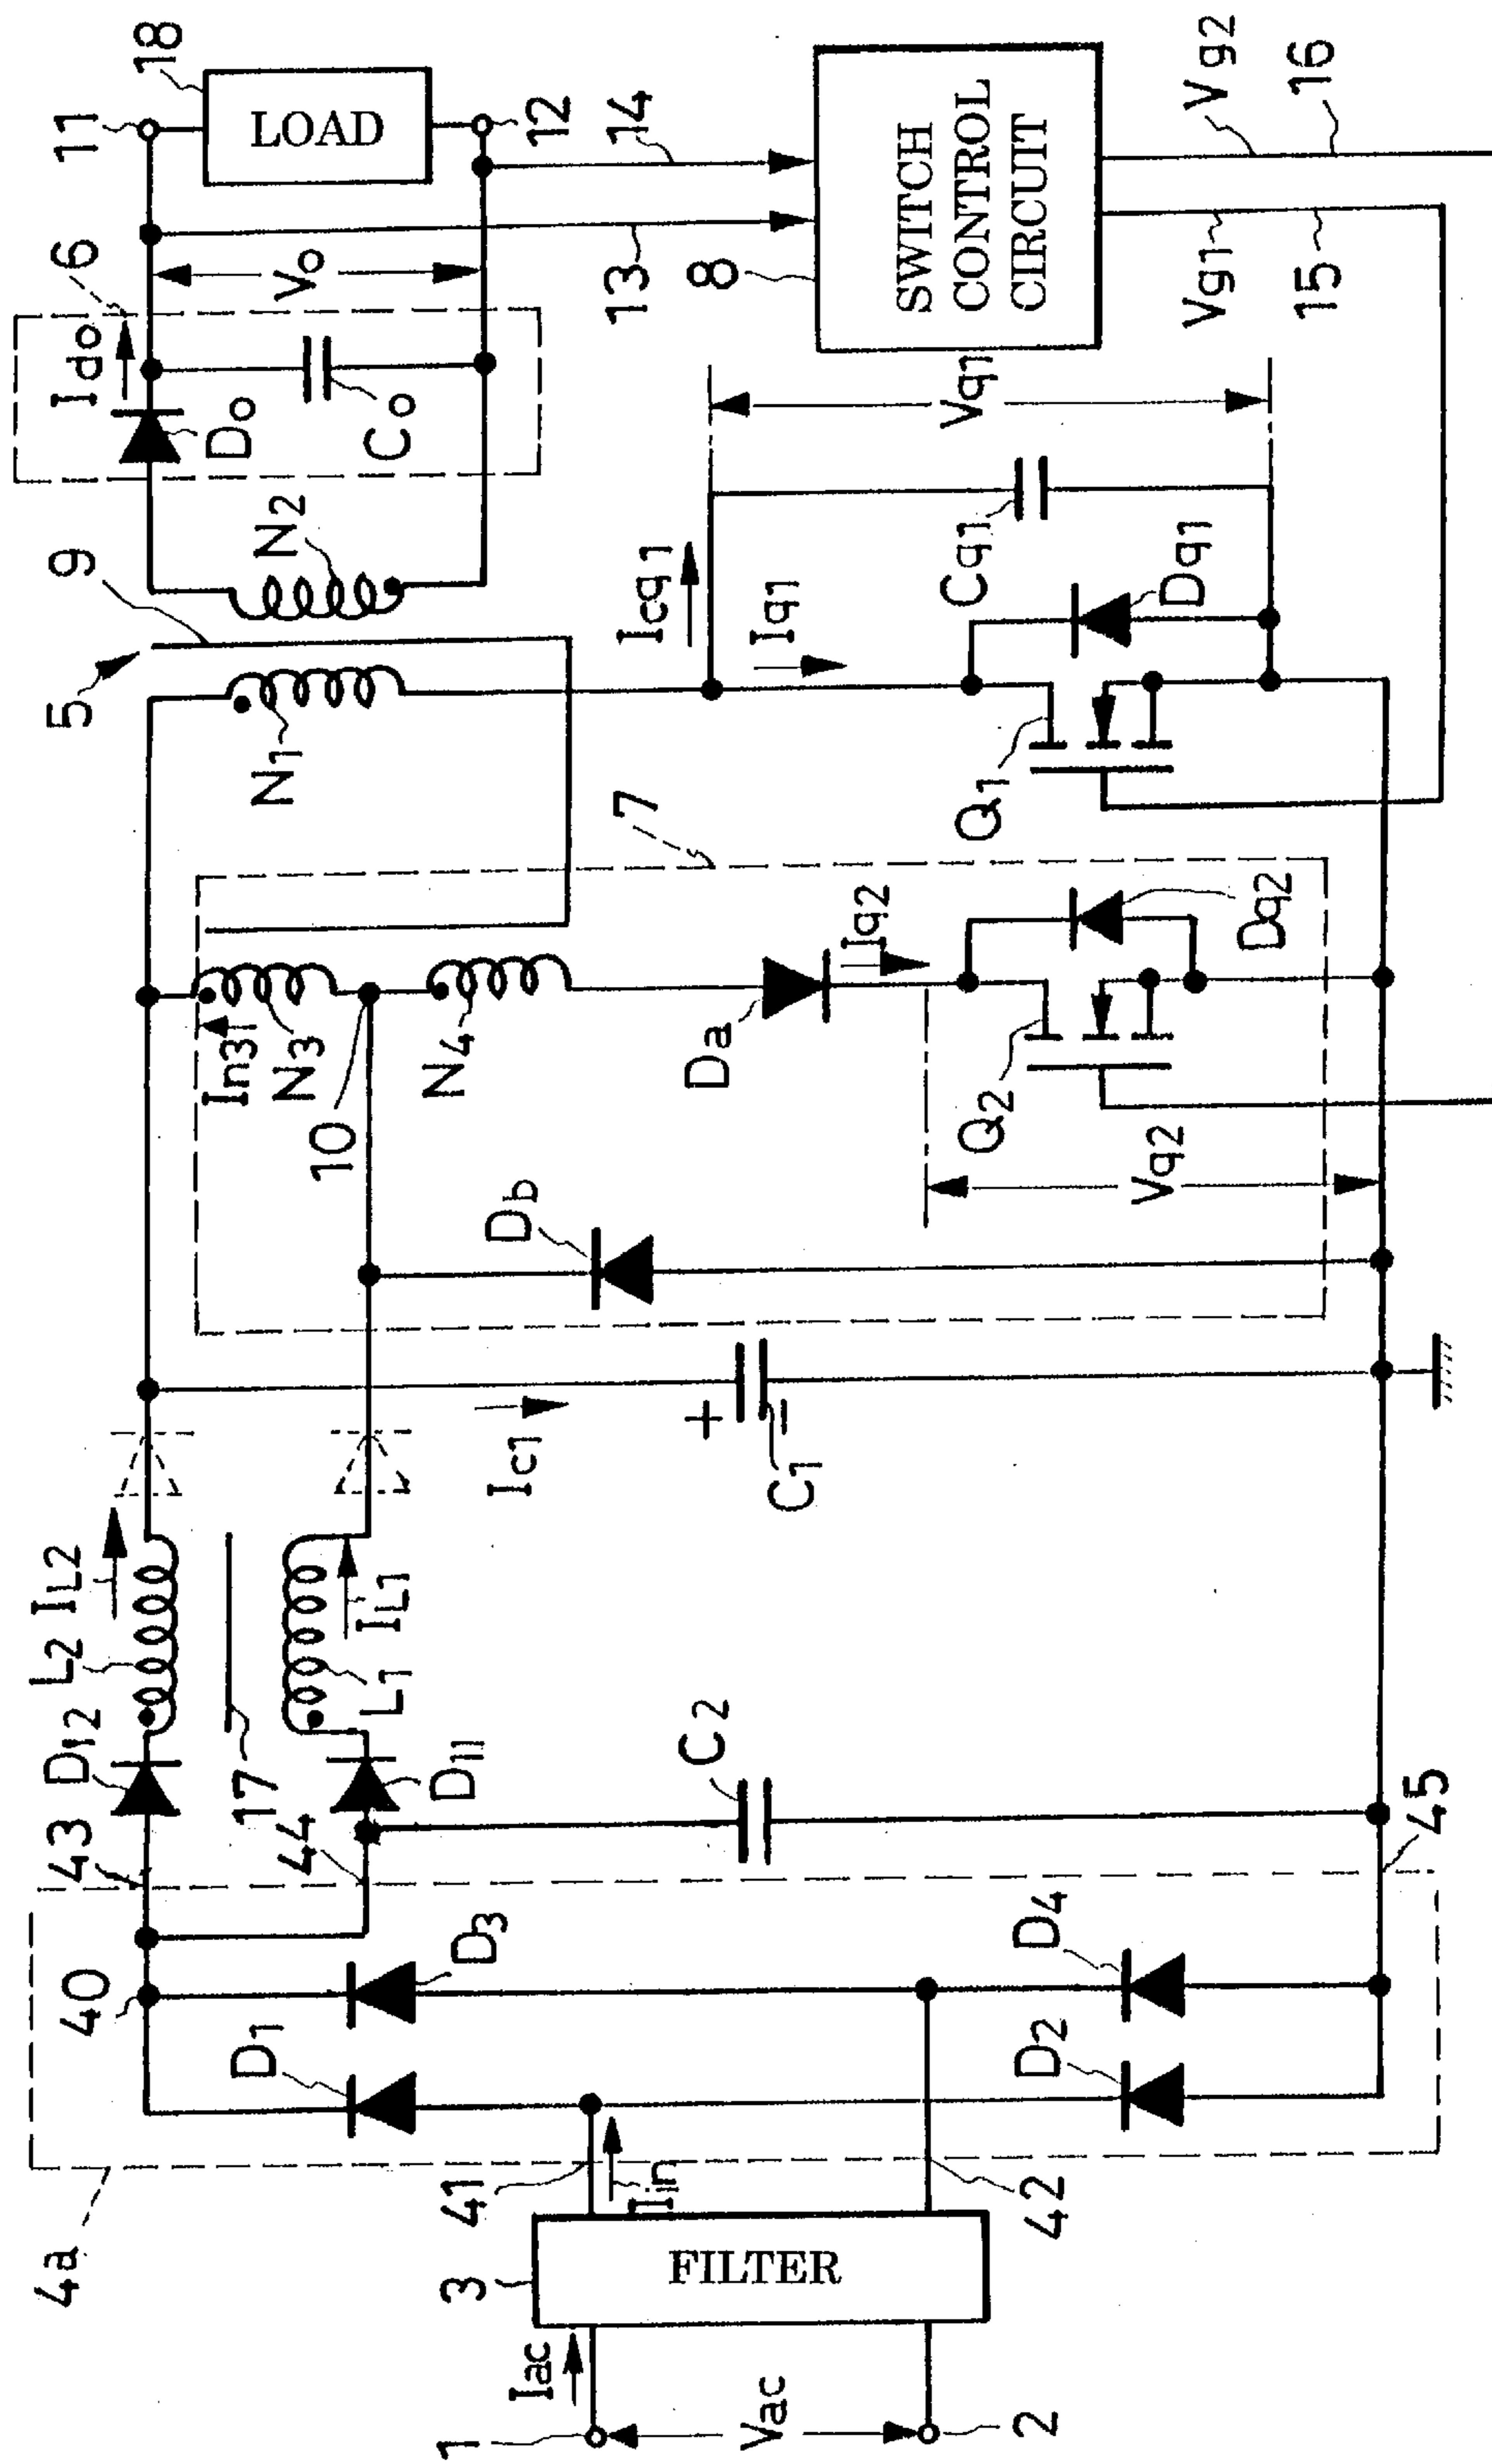 4a
40
43
D12
L2
IL2
17
44
D11
L1
IL1
D1
D3
D2
D4
C2
45
1
2
Iac
Vac
3
FILTER
41
Iin
42
Ic1
+
−
C1
Db
10
In3
N3
N4
Da
Iq2
Q2
Dq2
Vq2
7
5
9
N1
N2
Icq1
Iq1
Q1
Cq1
Dq1
Vq1
6
Ido
Do
Co
Vo
11
18
LOAD
12
13
14
8
SWITCH
CONTROL
CIRCUIT
Vg1
15
Vg2
16